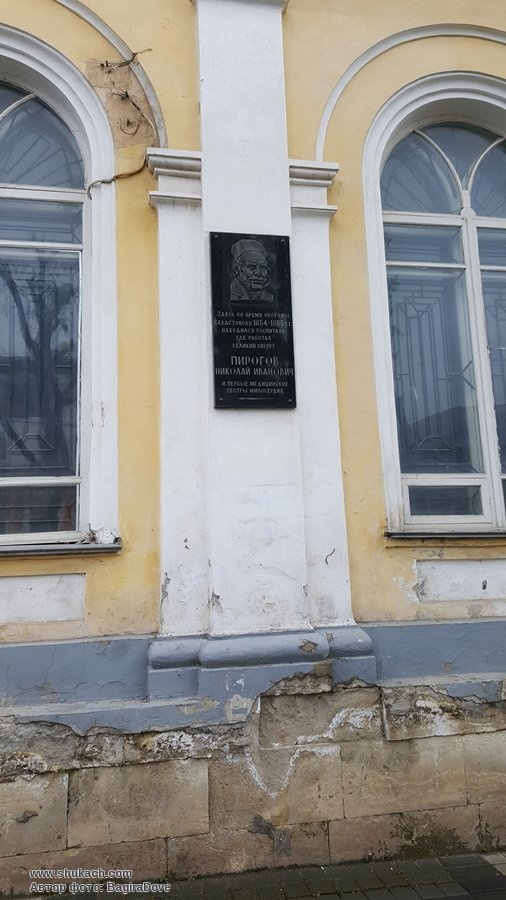 Здесь во время обороны
Севастополя 1854-1855 г.г.
находился госпиталь,
где работал
великий хирург
ПИРОГОВ
НИКОЛАЙ ИВАНОВИЧ
и первые медицинские
сестры милосердия
www.shukach.com
Автор фото: BagiraDove